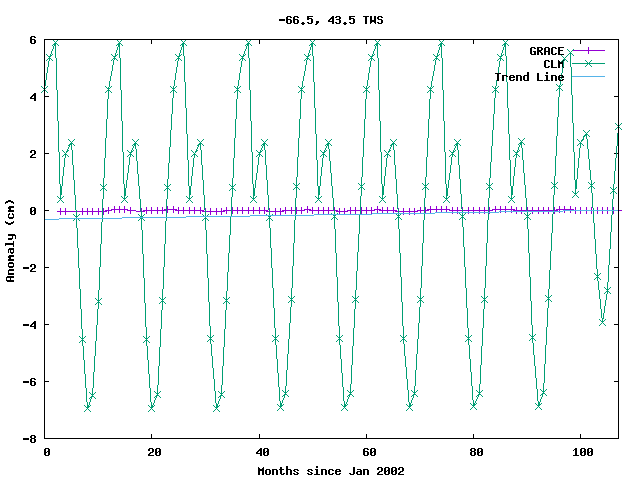 -66.5, 43.5 TWS
GRACE
CLM
Trend Line
6
4
2
0
-2
-4
-6
-8
Anomaly (cm)
0 20 40 60 80 100
Months since Jan 2002